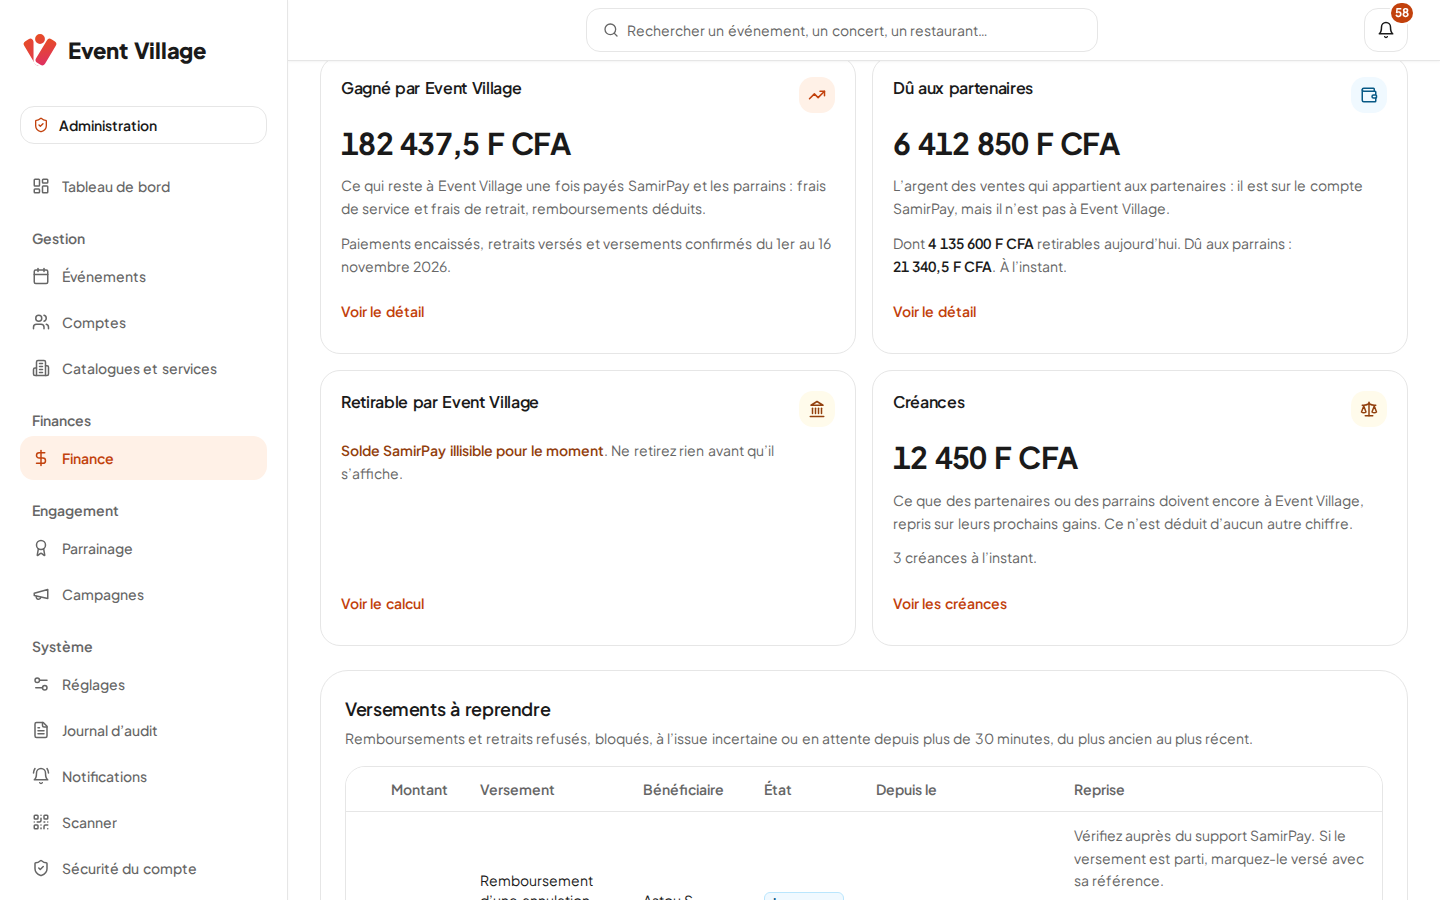 Event Village
Administration
Tableau de bord
Gestion
Événements
Comptes
Catalogues et services
Finances
Finance
Engagement
Parrainage
Campagnes
Système
Réglages
Journal d’audit
Notifications
Scanner
Sécurité du compte
Rechercher un événement, un concert, un restaurant…
58
Gagné par Event Village
182 437,5 F CFA
Ce qui reste à Event Village une fois payés SamirPay et les parrains : frais
de service et frais de retrait, remboursements déduits.
Paiements encaissés, retraits versés et versements confirmés du 1er au 16
novembre 2026.
Voir le détail
Dû aux partenaires
6 412 850 F CFA
L’argent des ventes qui appartient aux partenaires : il est sur le compte
SamirPay, mais il n’est pas à Event Village.
Dont 4 135 600 F CFA retirables aujourd’hui. Dû aux parrains :
21 340,5 F CFA. À l’instant.
Voir le détail
Retirable par Event Village
Solde SamirPay illisible pour le moment. Ne retirez rien avant qu’il
s’affiche.
Voir le calcul
Créances
12 450 F CFA
Ce que des partenaires ou des parrains doivent encore à Event Village,
repris sur leurs prochains gains. Ce n’est déduit d’aucun autre chiffre.
3 créances à l’instant.
Voir les créances
Versements à reprendre
Remboursements et retraits refusés, bloqués, à l’issue incertaine ou en attente depuis plus de 30 minutes, du plus ancien au plus récent.
Montant Versement Bénéficiaire État Depuis le Reprise
Vérifiez auprès du support SamirPay. Si le
versement est parti, marquez-le versé avec
sa référence.
Remboursement